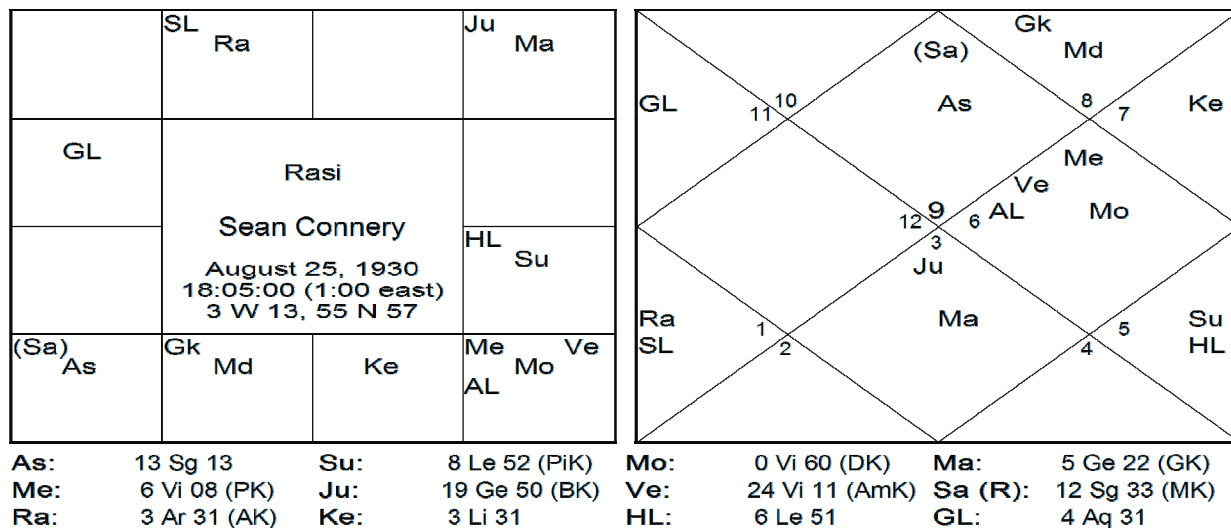 SL Ra Ju Ma
GL
Rasi
Sean Connery
August 25, 1930
18:05:00 (1:00 east)
3 W 13, 55 N 57
HL Su
(Sa) As Gk Md Ke Me Ve AL Mo
Gk
(Sa) Md
GL 10 As 8 Ke
11 7
Me
Ve
AL Mo
12 9 6
3
Ju
Ra 1 Ma 5 Su
SL 2 4 HL
As: 13 Sg 13 Su: 8 Le 52 (PiK) Mo: 0 Vi 60 (DK) Ma: 5 Ge 22 (GK)
Me: 6 Vi 08 (PK) Ju: 19 Ge 50 (BK) Ve: 24 Vi 11 (AmK) Sa (R): 12 Sg 33 (MK)
Ra: 3 Ar 31 (AK) Ke: 3 Li 31 HL: 6 Le 51 GL: 4 Aq 31